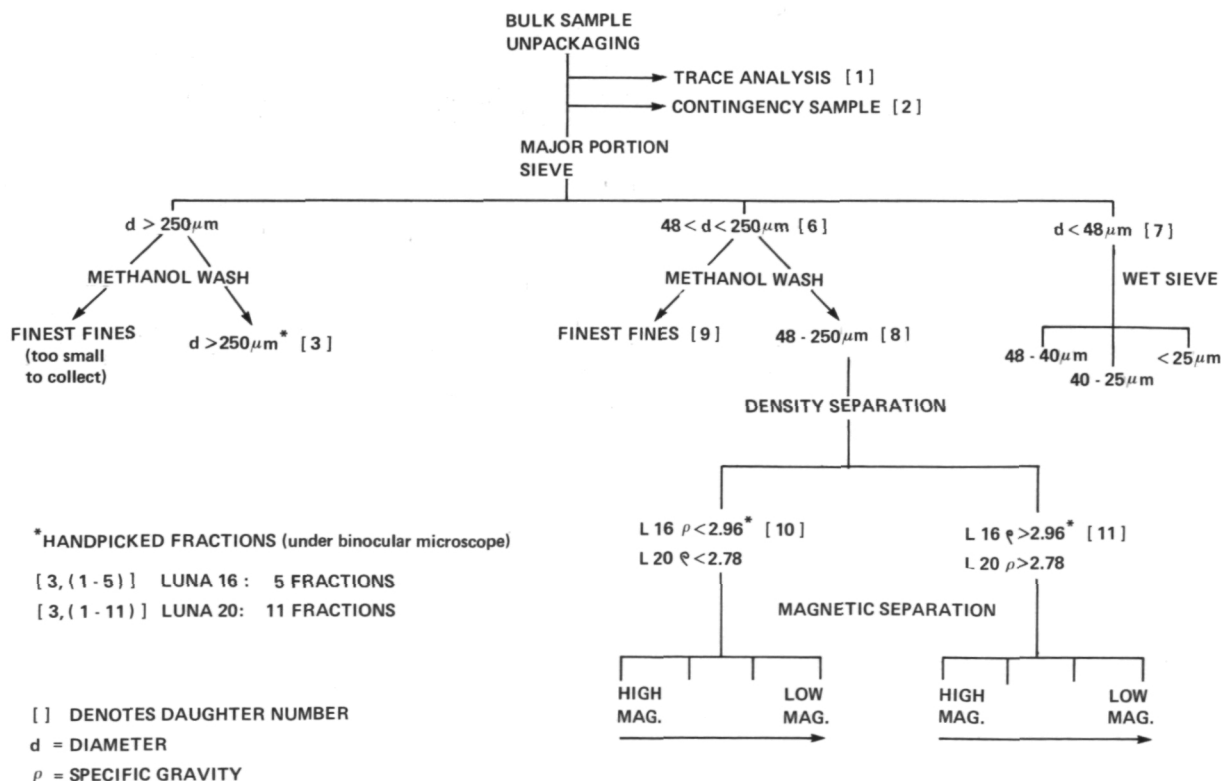 BULK SAMPLE
UNPACKAGING
TRACE ANALYSIS [1]
CONTINGENCY SAMPLE [2]
MAJOR PORTION
SIEVE
d > 250μm
48 < d < 250μm [6]
d < 48μm [7]
METHANOL WASH
METHANOL WASH
WET SIEVE
FINEST FINES
(too small
to collect)
d > 250μm* [3]
FINEST FINES [9]
48 - 250μm [8]
48 - 40μm
40 - 25μm
< 25μm
DENSITY SEPARATION
L 16 ρ < 2.96* [10]
L 20 ρ < 2.78
L 16 ρ > 2.96* [11]
L 20 ρ > 2.78
MAGNETIC SEPARATION
HIGH
MAG.
LOW
MAG.
HIGH
MAG.
LOW
MAG.
*HANDPICKED FRACTIONS (under binocular microscope)
[3, (1 - 5)] LUNA 16: 5 FRACTIONS
[3, (1 - 11)] LUNA 20: 11 FRACTIONS
[ ] DENOTES DAUGHTER NUMBER
d = DIAMETER
ρ = SPECIFIC GRAVITY